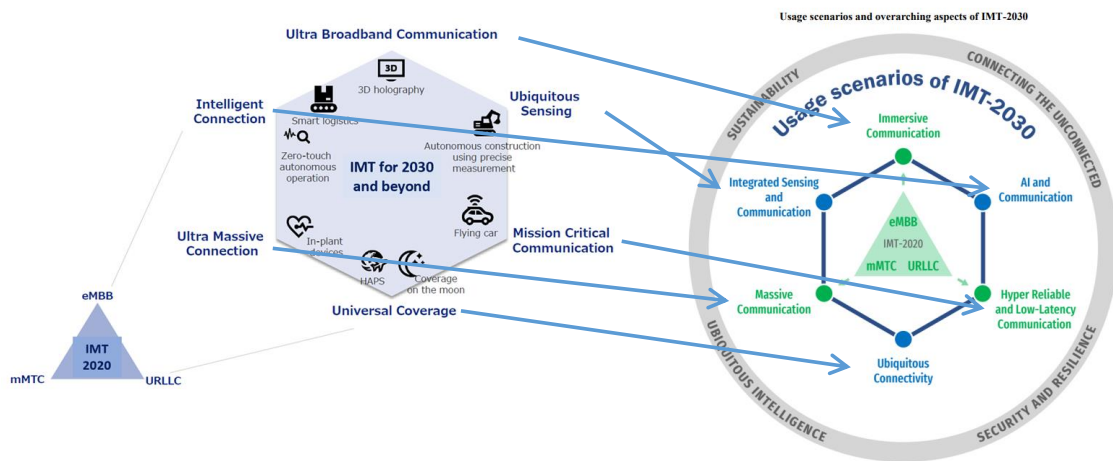 Usage scenarios and overarching aspects of IMT-2030
Ultra Broadband Communication
3D
3D holography
Intelligent
Connection
Smart logistics
Ubiquitous
Sensing
Zero-touch
autonomous
operation
Autonomous construction
using precise
measurement
IMT for 2030
and beyond
Flying car
Ultra Massive
Connection
In-plant
devices
Mission Critical
Communication
HAPS
Coverage
on the moon
Universal Coverage
eMBB
IMT
2020
mMTC
URLLC
SUSTAINABILITY
CONNECTING THE UNCONNECTED
Usage scenarios of IMT-2030
Immersive
Communication
Integrated Sensing
and
Communication
AI and
Communication
eMBB
IMT-2020
mMTC URLLC
Massive
Communication
Hyper Reliable
and Low-Latency
Communication
Ubiquitous
Connectivity
UBIQUITOUS INTELLIGENCE
SECURITY AND RESILIENCE